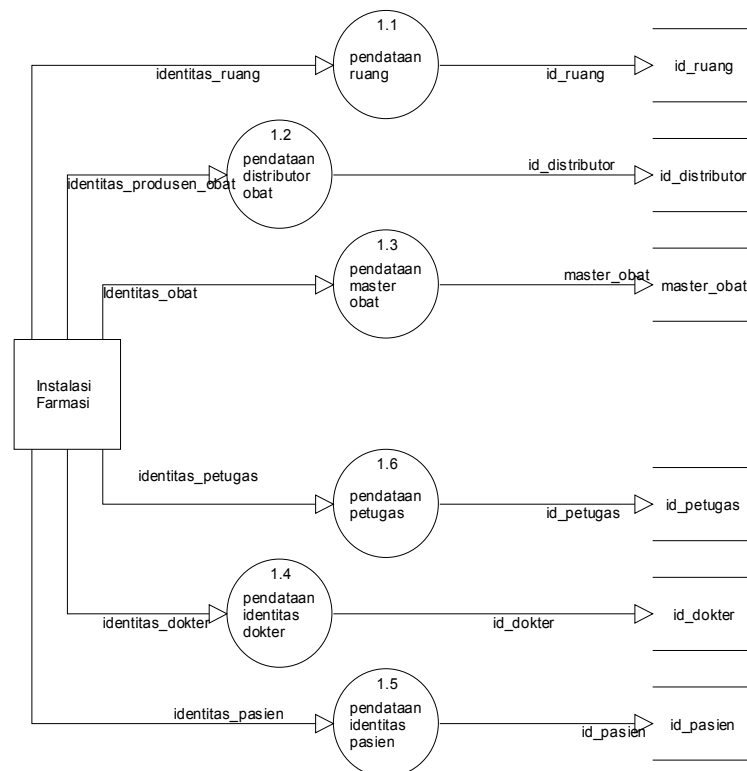 1.1
pendataan
ruang
identitas_ruang
id_ruang
id_ruang
1.2
pendataan
distributor
obat
identitas_produsen_obat
id_distributor
id_distributor
1.3
pendataan
master
obat
Identitas_obat
master_obat
master_obat
Instalasi
Farmasi
1.6
pendataan
petugas
identitas_petugas
id_petugas
id_petugas
1.4
pendataan
identitas
dokter
identitas_dokter
id_dokter
id_dokter
1.5
pendataan
identitas
pasien
identitas_pasien
id_pasien
id_pasien